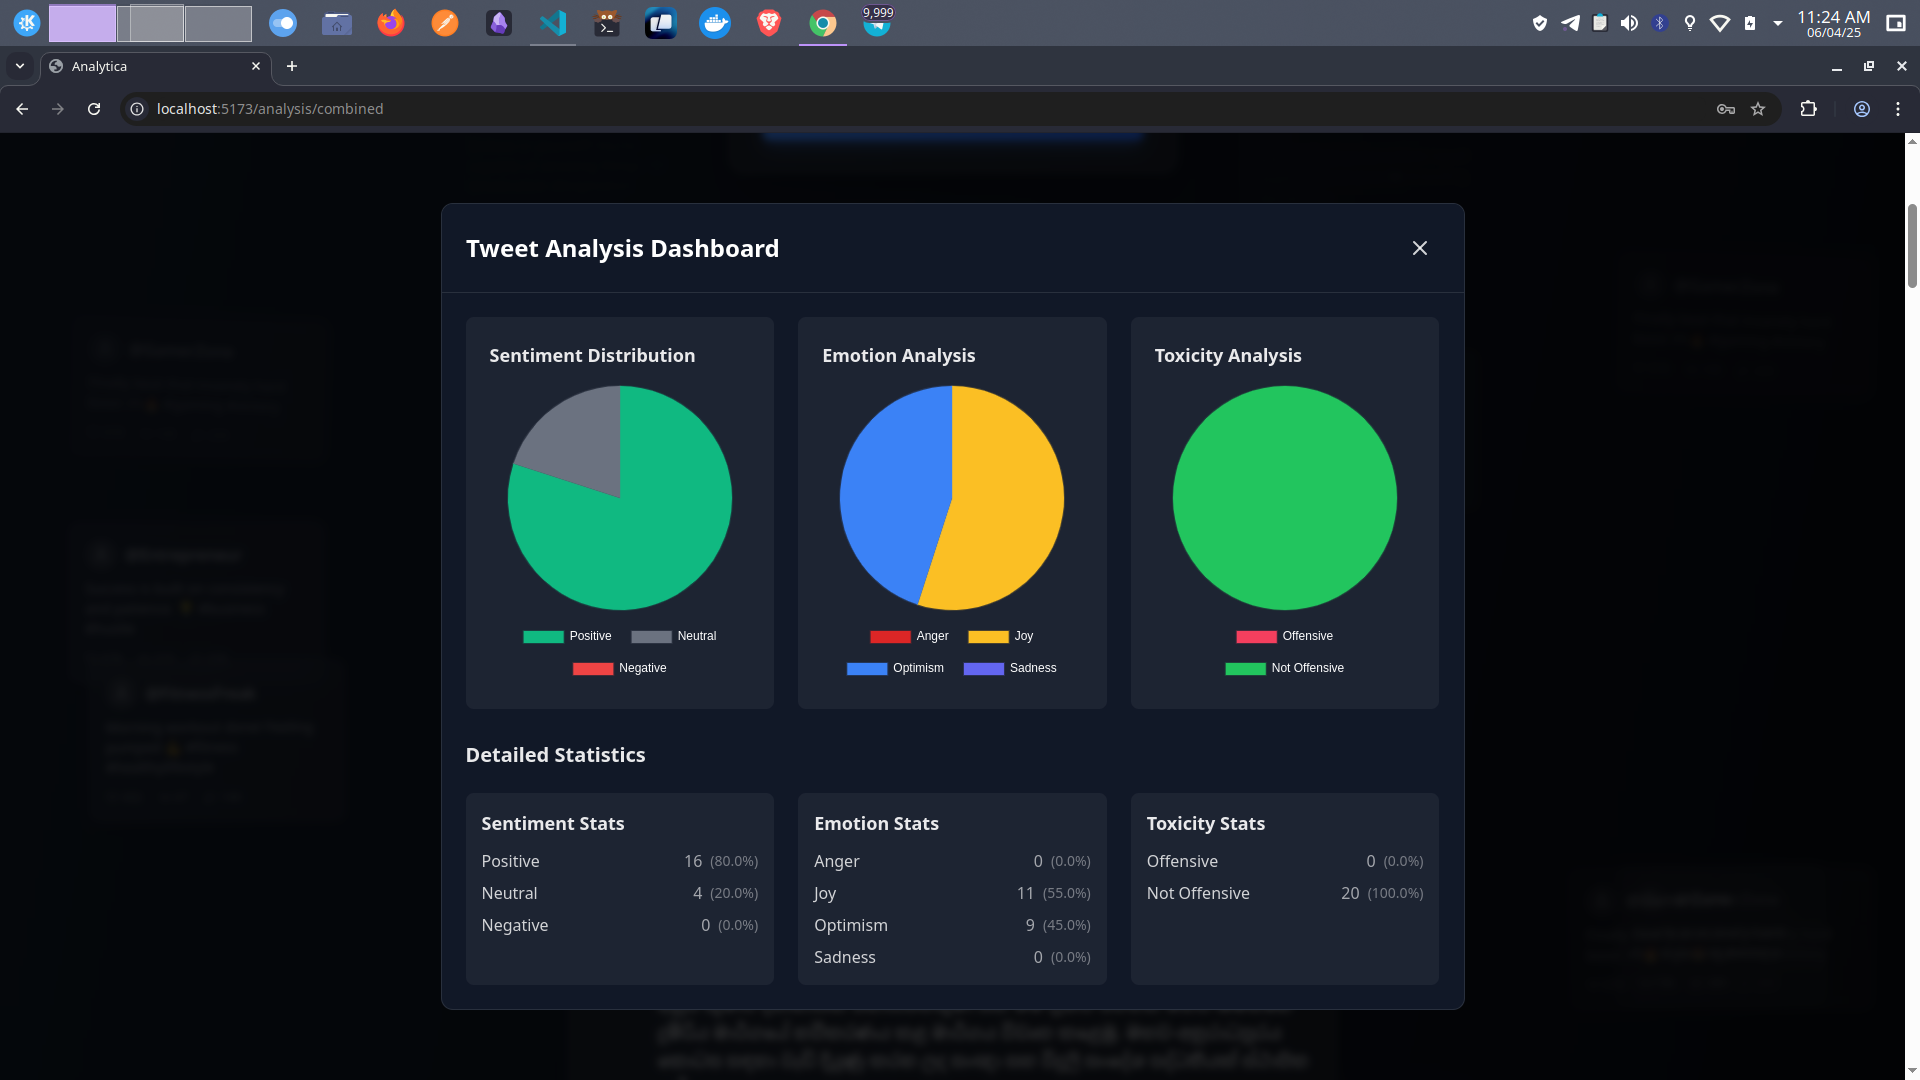 9,999
11:24 AM
06/04/25
Analytica
localhost:5173/analysis/combined
Tweet Analysis Dashboard
Sentiment Distribution
Positive
Neutral
Negative
Emotion Analysis
Anger
Joy
Optimism
Sadness
Toxicity Analysis
Offensive
Not Offensive
Detailed Statistics
Sentiment Stats
Positive 16 (80.0%)
Neutral 4 (20.0%)
Negative 0 (0.0%)
Emotion Stats
Anger 0 (0.0%)
Joy 11 (55.0%)
Optimism 9 (45.0%)
Sadness 0 (0.0%)
Toxicity Stats
Offensive 0 (0.0%)
Not Offensive 20 (100.0%)